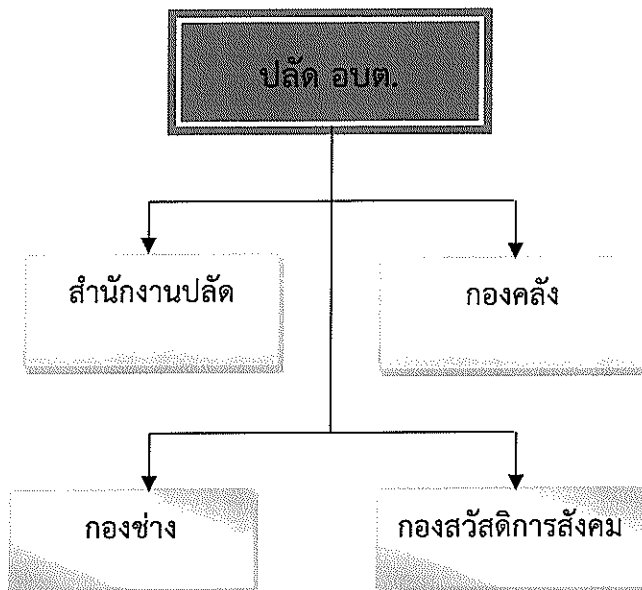 ปลัด อบต.
สำนักงานปลัด
กองคลัง
กองช่าง
กองสวัสดิการสังคม